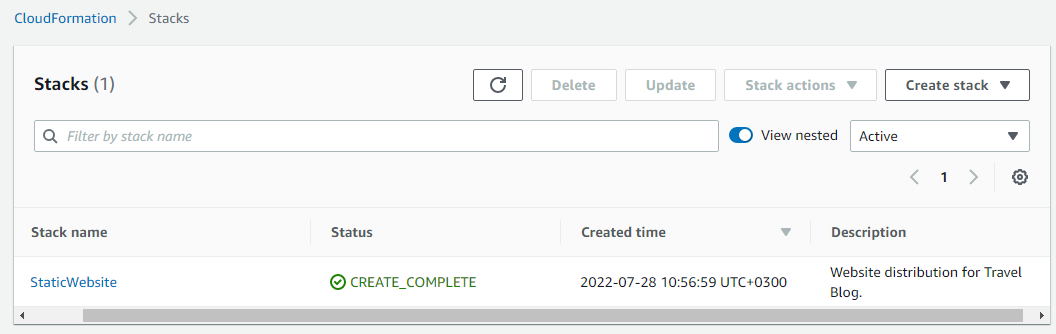 CloudFormation > Stacks
Stacks (1)
Delete
Update
Stack actions
Create stack
Filter by stack name
View nested
Active
1
Stack name
Status
Created time
Description
StaticWebsite
CREATE_COMPLETE
2022-07-28 10:56:59 UTC+0300
Website distribution for Travel
Blog.